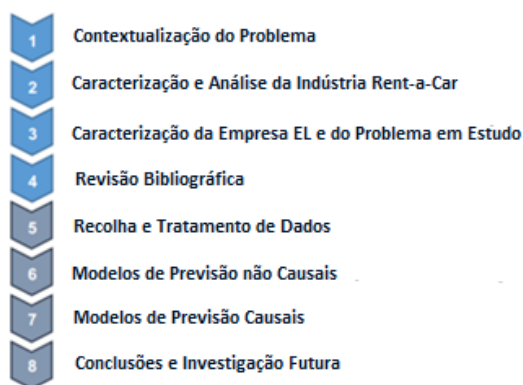 1 Contextualização do Problema
2 Caracterização e Análise da Indústria Rent-a-Car
3 Caracterização da Empresa EL e do Problema em Estudo
4 Revisão Bibliográfica
5 Recolha e Tratamento de Dados
6 Modelos de Previsão não Causais
7 Modelos de Previsão Causais
8 Conclusões e Investigação Futura